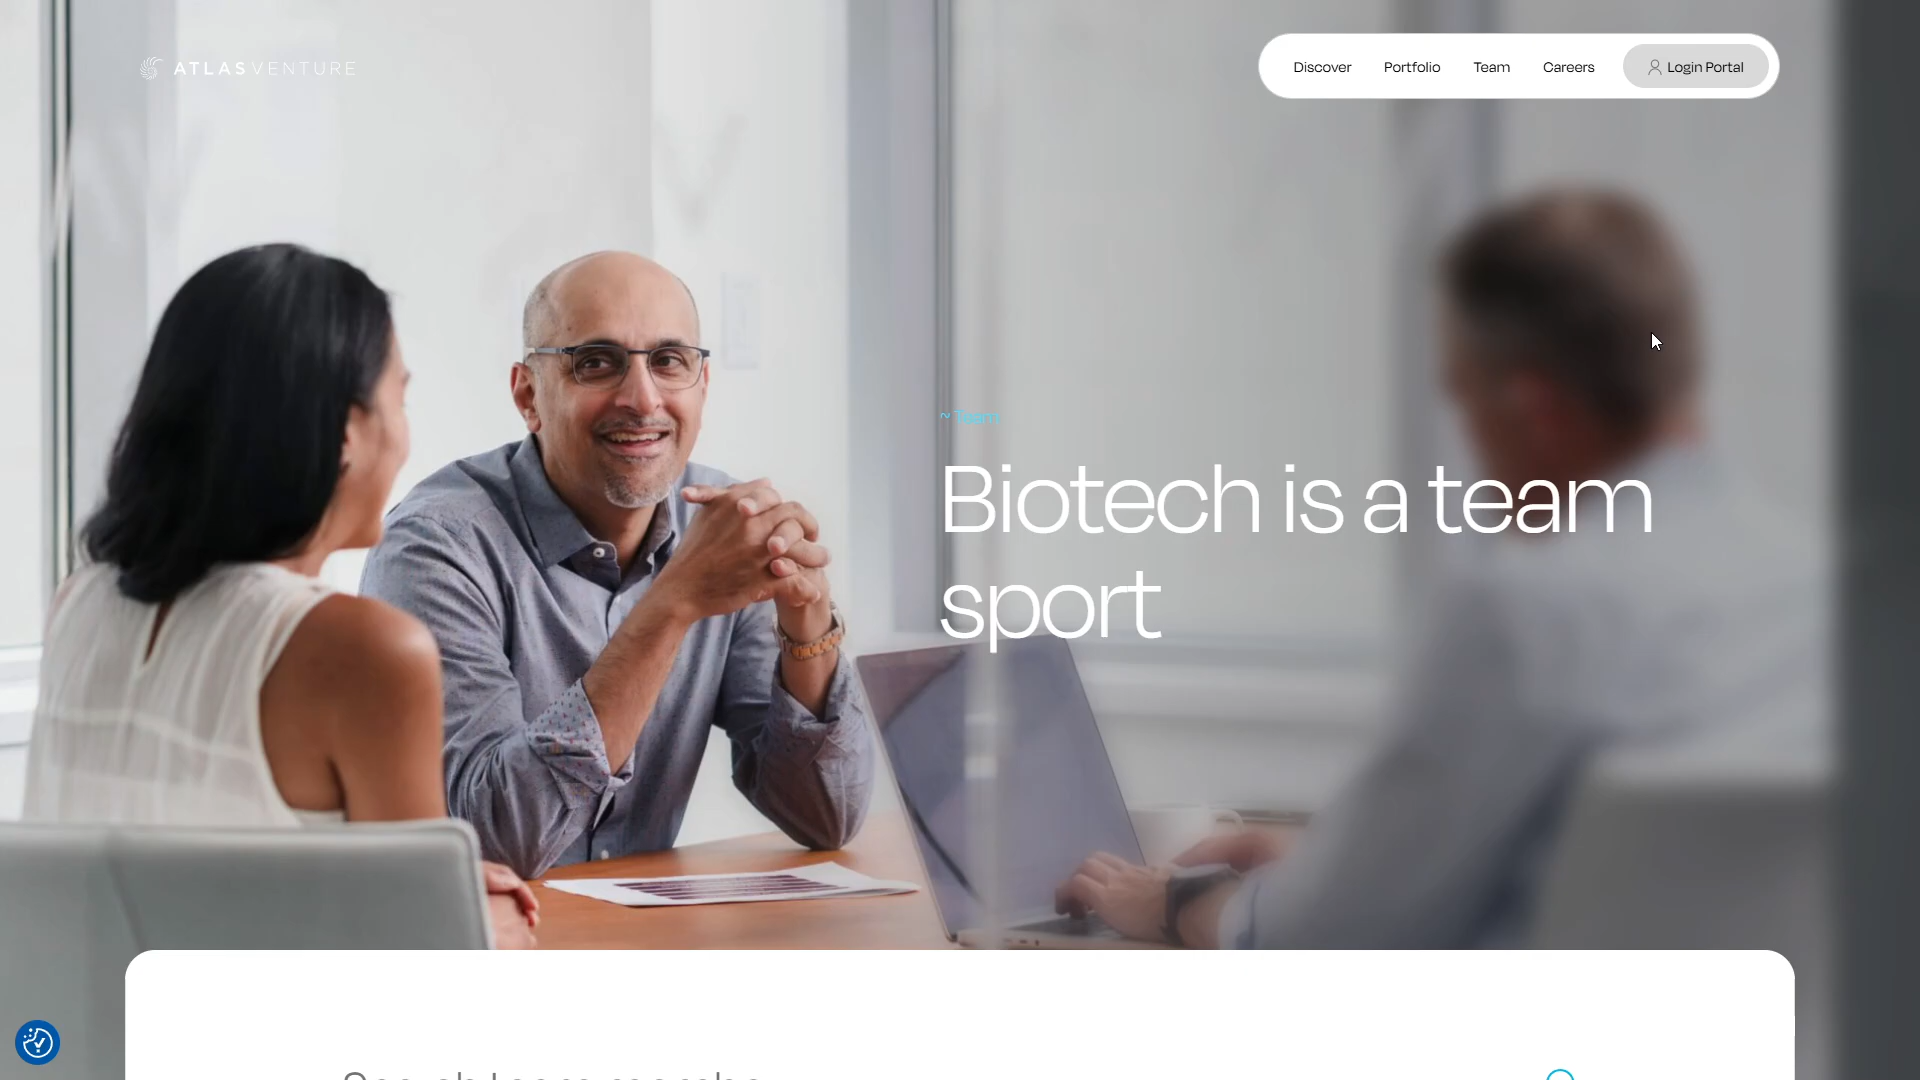 ATLAS VENTURE
Discover Portfolio Team Careers Login Portal
~ Team
Biotech is a team
sport